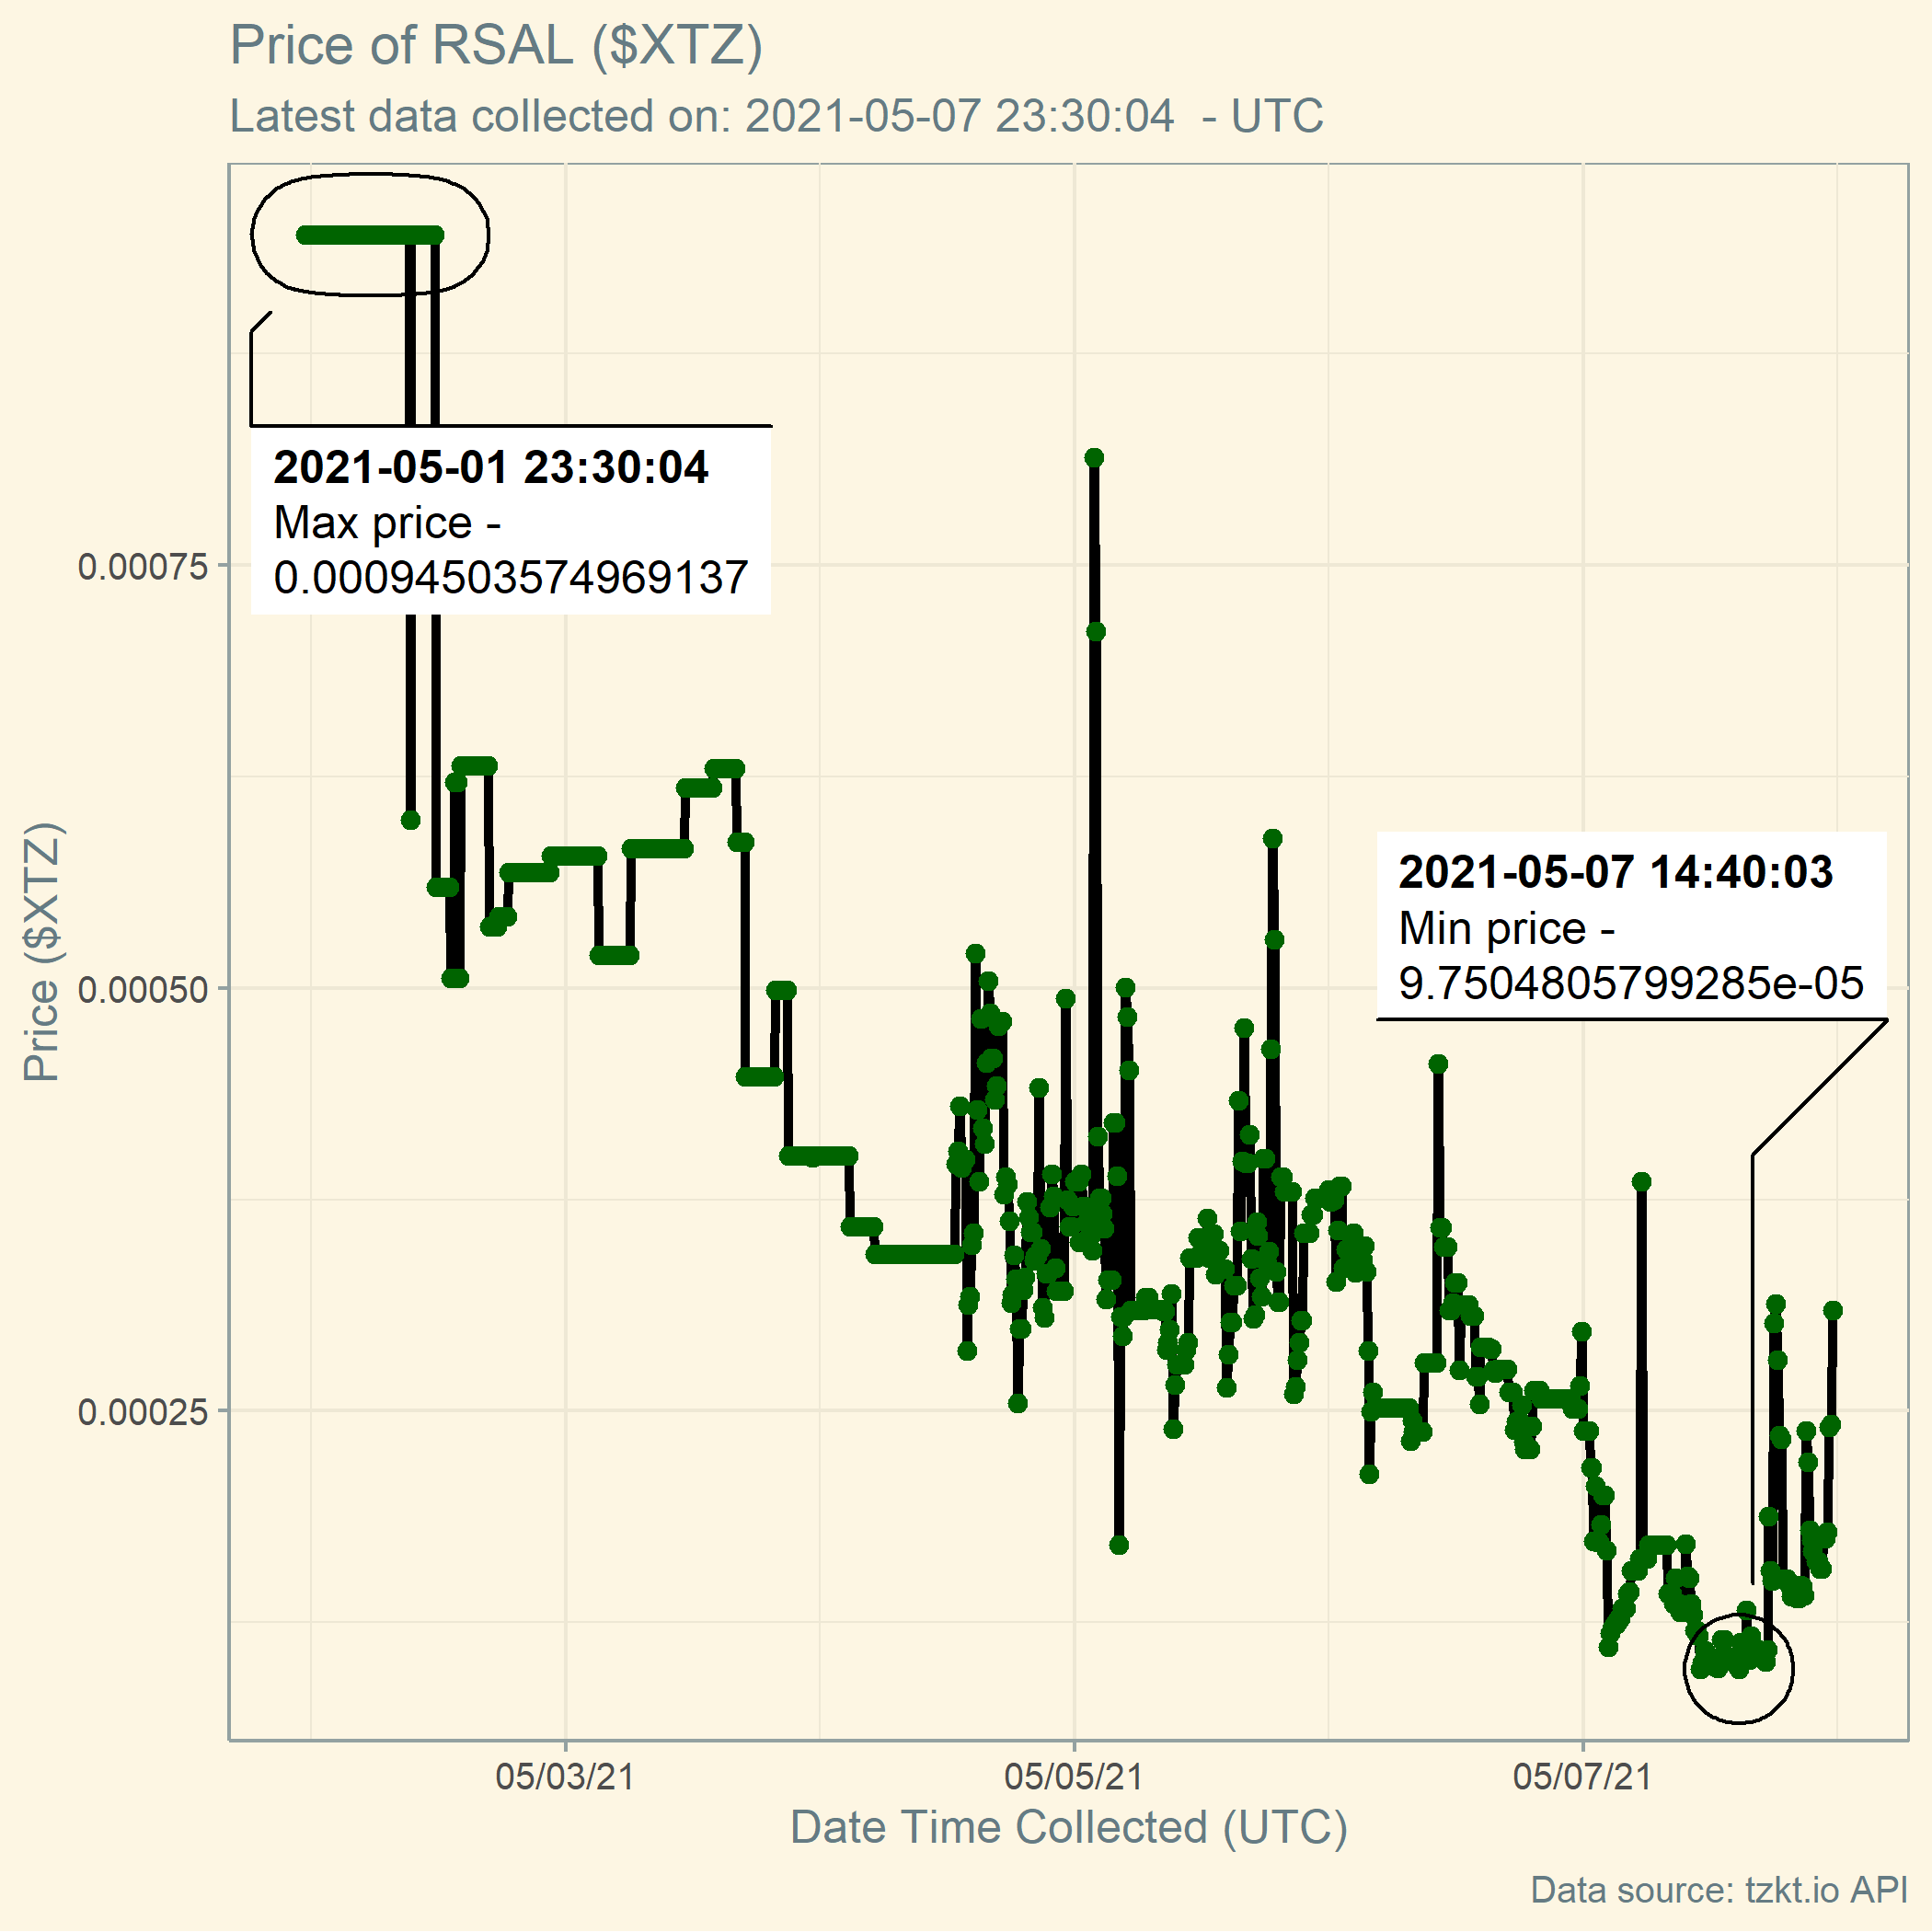 Price of RSAL ($XTZ)
Latest data collected on: 2021-05-07 23:30:04  - UTC
2021-05-01 23:30:04
Max price -
0.000945035749​69137
0.00075
2021-05-07 14:40:03
Min price -
9.7504805799285e-05
0.00050
0.00025
Price ($XTZ)
05/03/21
05/05/21
05/07/21
Date Time Collected (UTC)
Data source: tzkt.io API